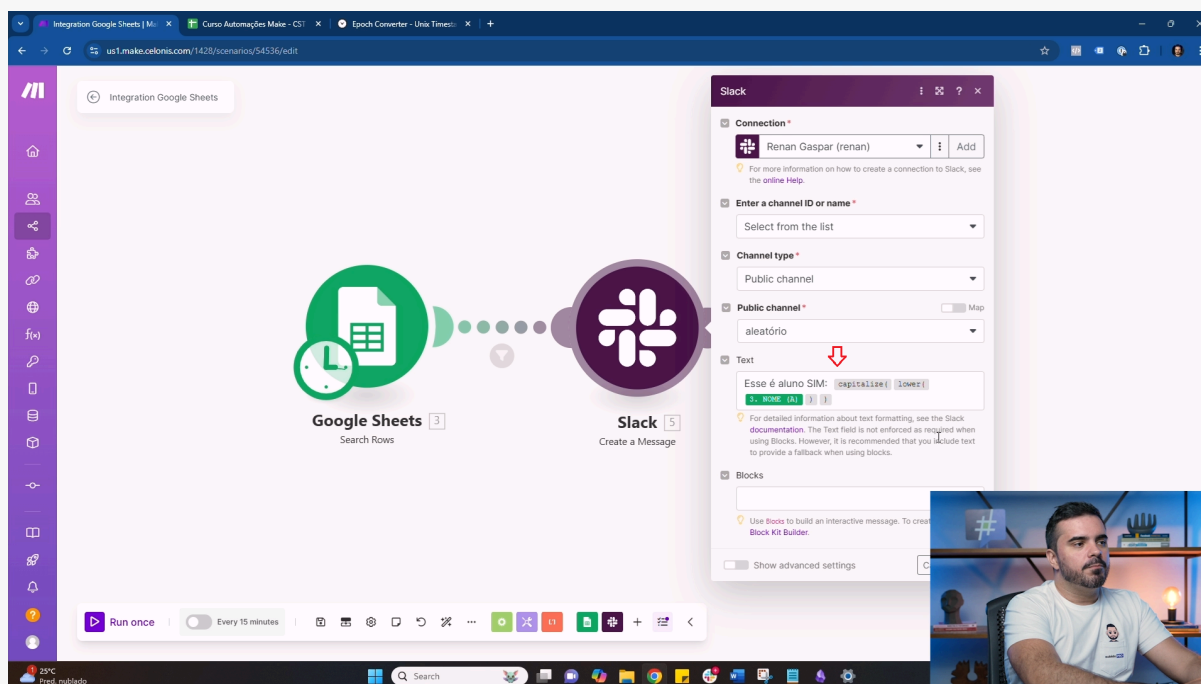 Integration Google Sheets | Ma
Curso Automações Make - CST
Epoch Converter - Unix Timesta
us1.make.celonis.com/1428/scenarios/54536/edit
Integration Google Sheets
Slack
Connection *
Renan Gaspar (renan)
Add
For more information on how to create a connection to Slack, see
the online Help.
Enter a channel ID or name *
Select from the list
Channel type *
Public channel
Public channel *
Map
aleatório
Text
Esse é aluno SIM: capitalize( lower(
3. NOME (A) ) )
For detailed information about text formatting, see the Slack
documentation. The Text field is not enforced as required when
using Blocks. However, it is recommended that you include text
to provide a fallback when using blocks.
Blocks
Use Blocks to build an interactive message. To creat
Block Kit Builder.
Show advanced settings
C
Google Sheets 3
Search Rows
Slack 5
Create a Message
f(x)
Run once
Every 15 minutes
25°C
Pred. nublado
Search